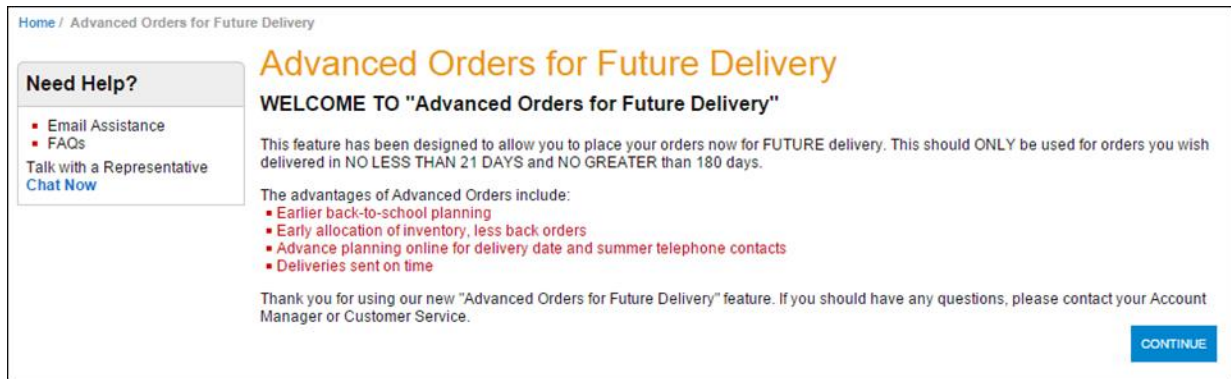 Home / Advanced Orders for Future Delivery
Need Help?
Email Assistance
FAQs
Talk with a Representative
Chat Now
Advanced Orders for Future Delivery
WELCOME TO "Advanced Orders for Future Delivery"
This feature has been designed to allow you to place your orders now for FUTURE delivery. This should ONLY be used for orders you wish
delivered in NO LESS THAN 21 DAYS and NO GREATER than 180 days.
The advantages of Advanced Orders include:
Earlier back-to-school planning
Early allocation of inventory, less back orders
Advance planning online for delivery date and summer telephone contacts
Deliveries sent on time
Thank you for using our new "Advanced Orders for Future Delivery" feature. If you should have any questions, please contact your Account
Manager or Customer Service.
CONTINUE